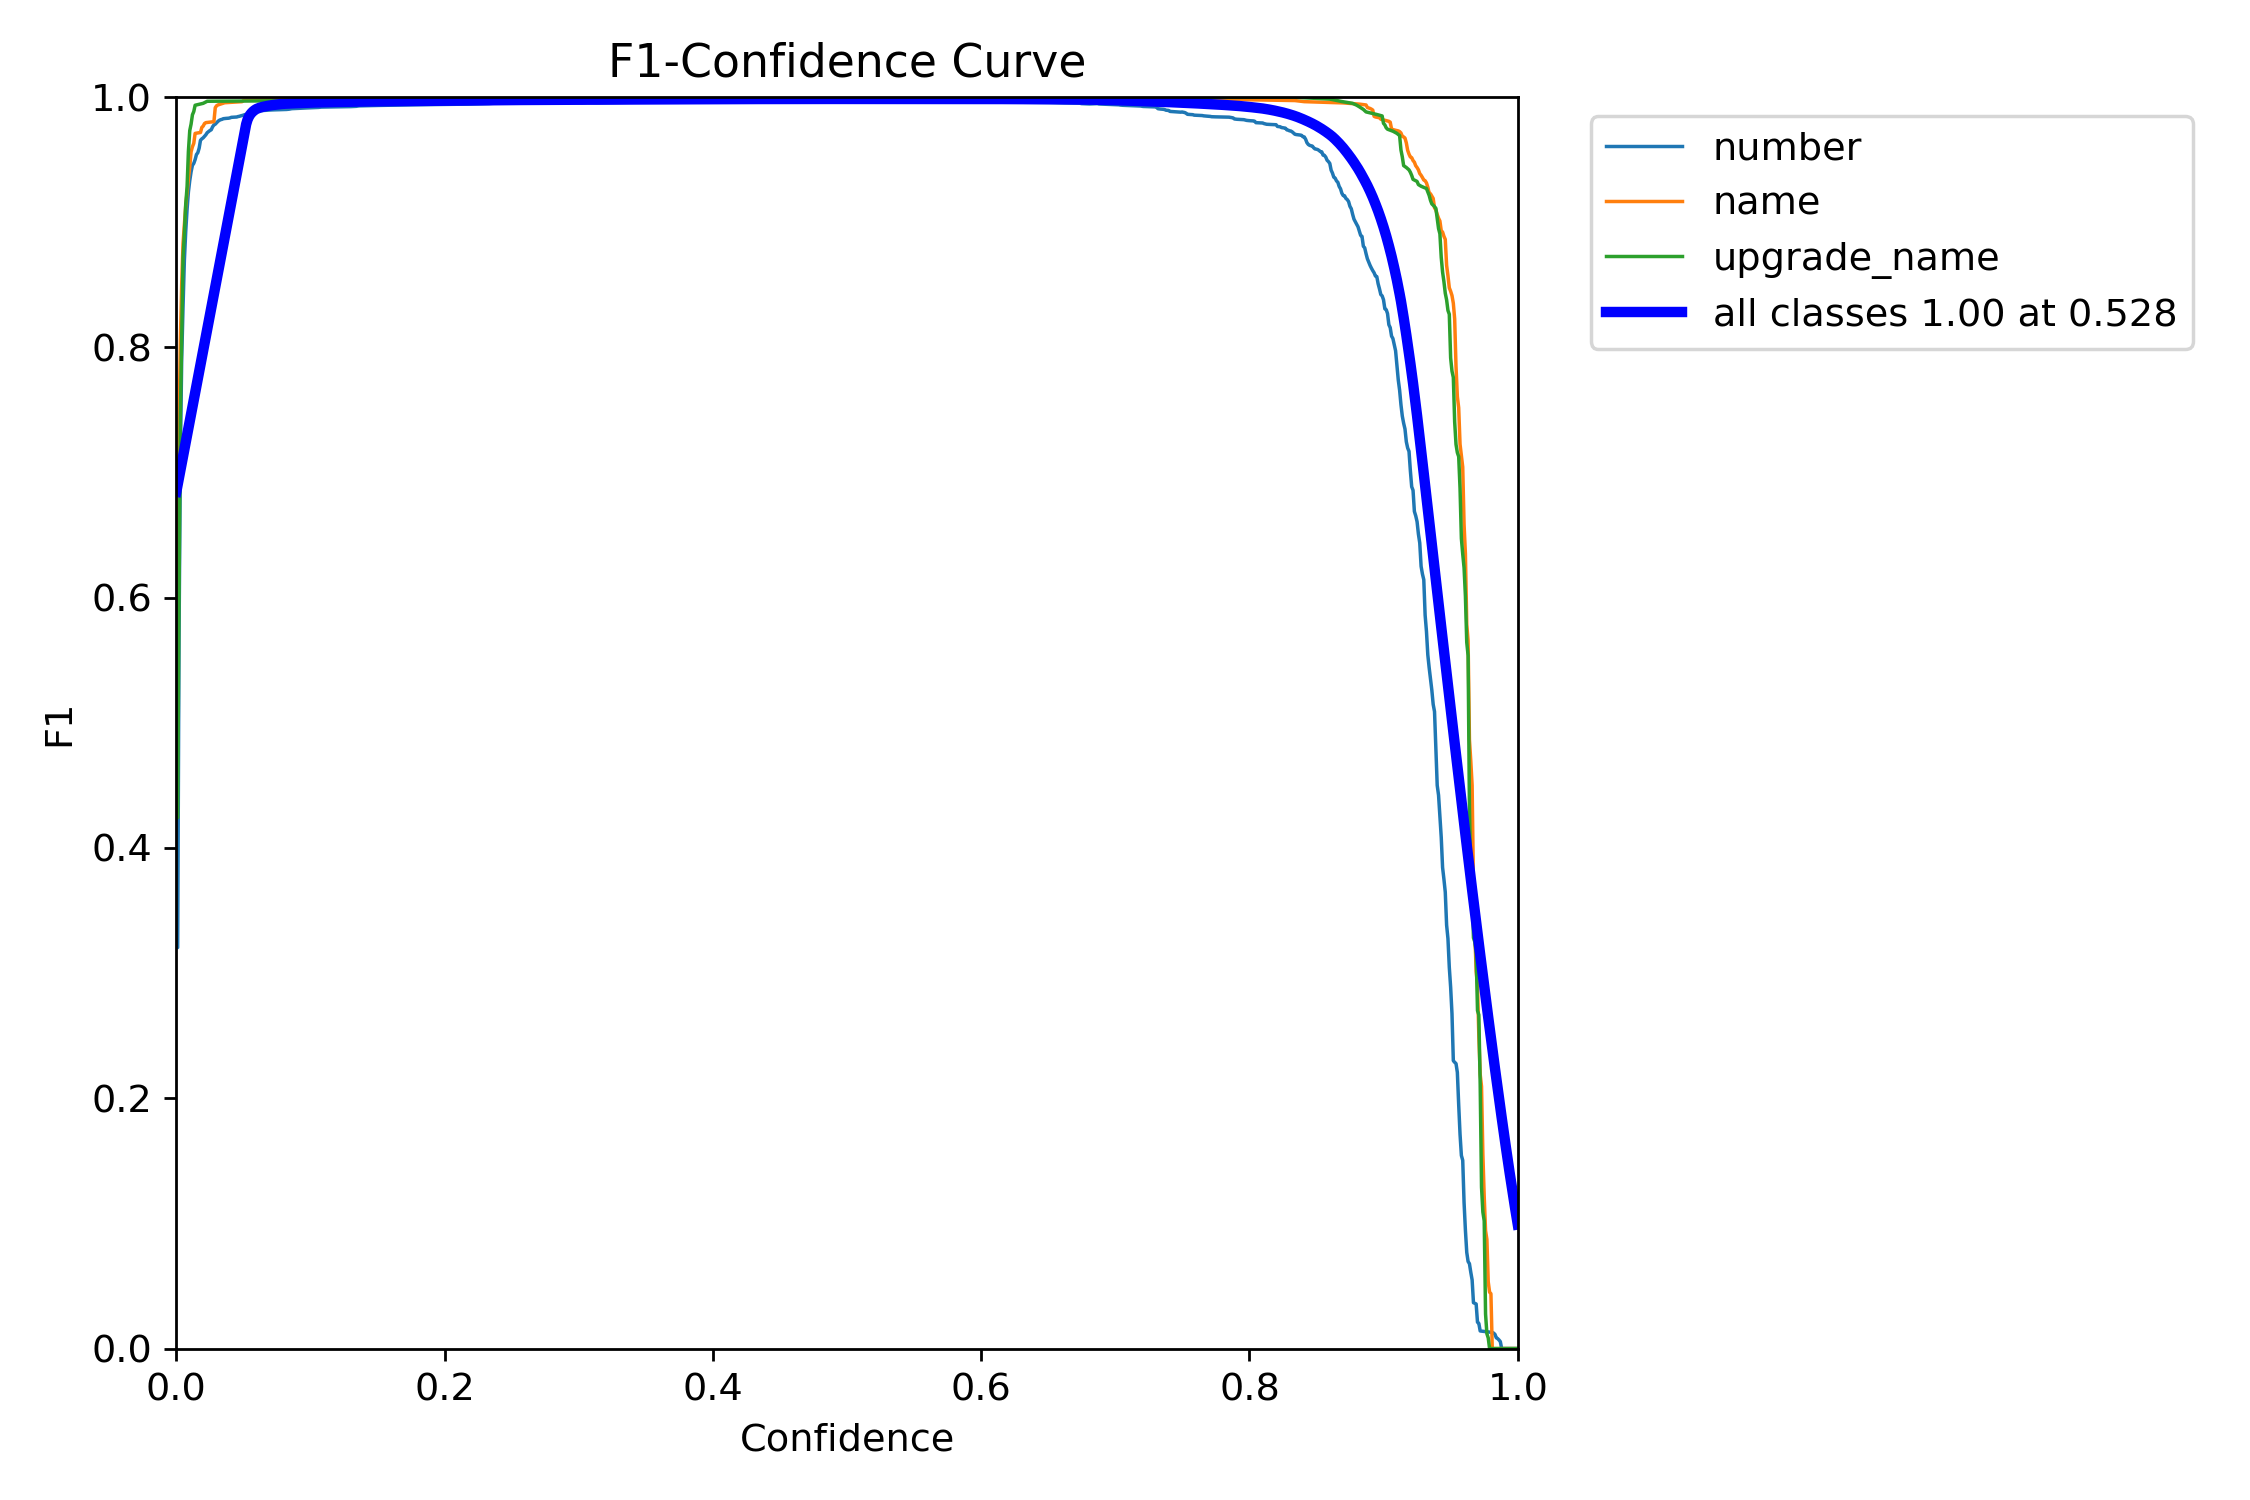 F1-Confidence Curve
1.0
0.8
0.6
0.4
0.2
0.0
F1
0.0 0.2 0.4 0.6 0.8 1.0
Confidence
number
name
upgrade_name
all classes 1.00 at 0.528